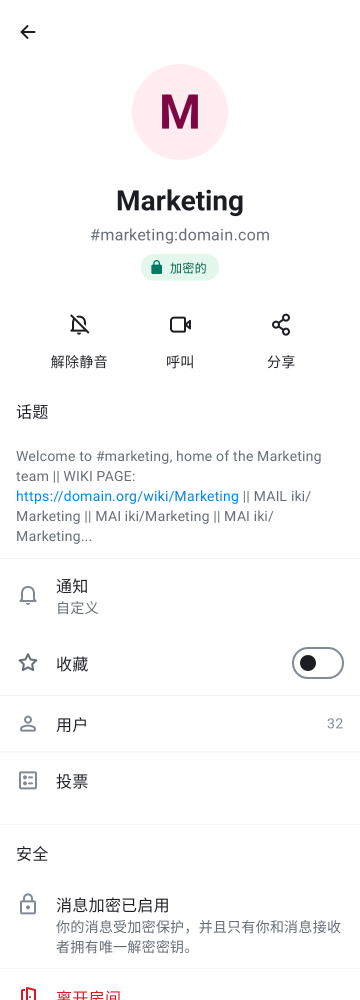 M
Marketing
#marketing:domain.com
加密的
解除静音
呼叫
分享
话题
Welcome to #marketing, home of the Marketing
team || WIKI PAGE:
https://domain.org/wiki/Marketing || MAIL iki/
Marketing || MAI iki/Marketing || MAI iki/
Marketing...
通知
自定义
收藏
用户
32
投票
安全
消息加密已启用
你的消息受加密保护，并且只有你和消息接收
者拥有唯一解密密钥。
离开房间